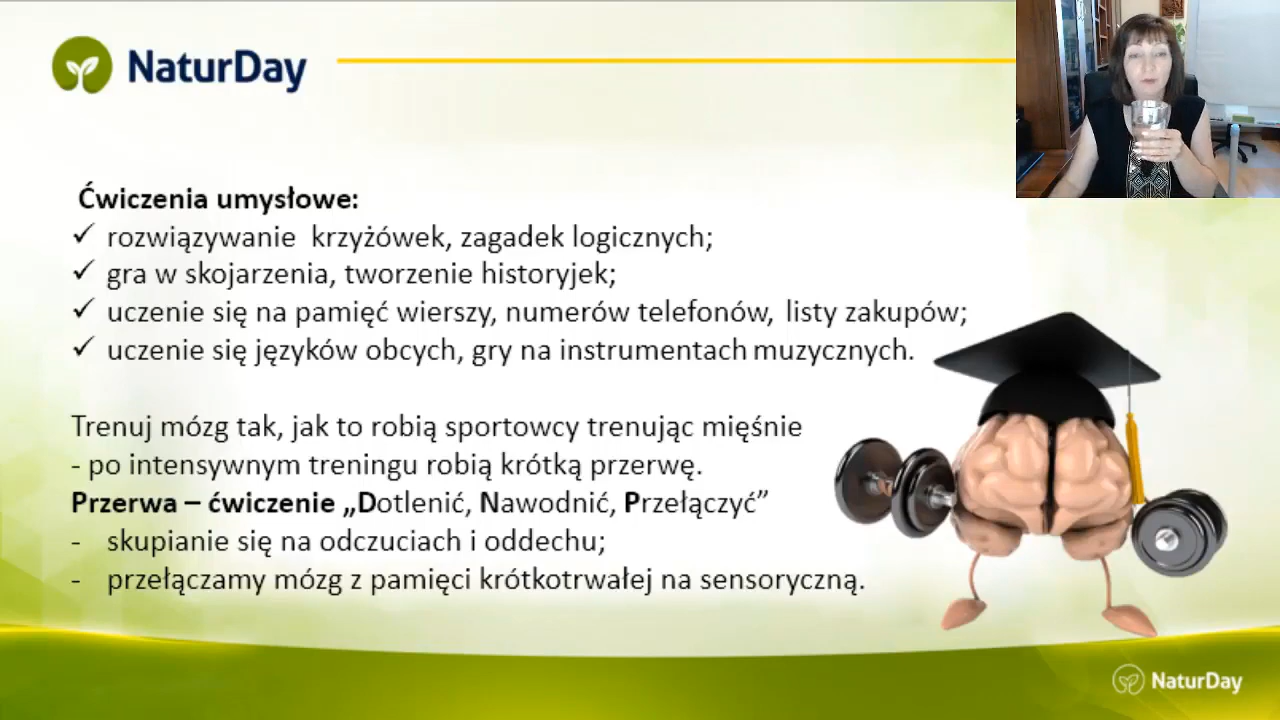 NaturDay
Ćwiczenia umysłowe:
✓ rozwiązywanie krzyżówek, zagadek logicznych;
✓ gra w skojarzenia, tworzenie historyjek;
✓ uczenie się na pamięć wierszy, numerów telefonów, listy zakupów;
✓ uczenie się języków obcych, gry na instrumentach muzycznych.
Trenuj mózg tak, jak to robią sportowcy trenując mięśnie
- po intensywnym treningu robią krótką przerwę.
Przerwa – ćwiczenie „Dotlenić, Nawodnić, Przełączyć”
- skupianie się na odczuciach i oddechu;
- przełączamy mózg z pamięci krótkotrwałej na sensoryczną.
NaturDay